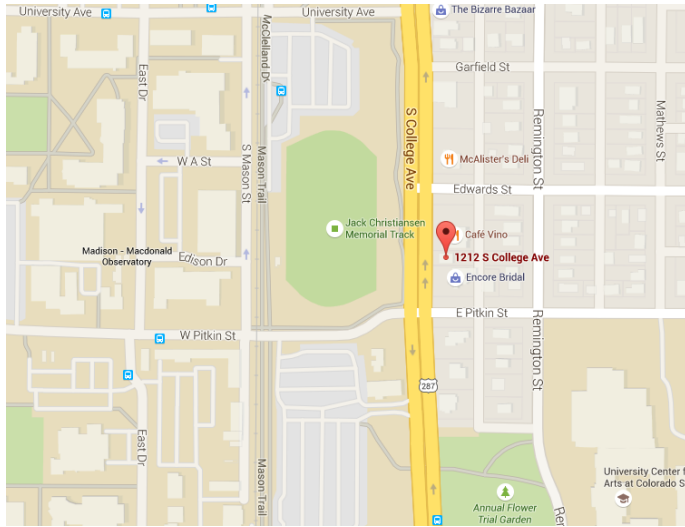 University Ave
University Ave
The Bizarre Bazaar
McClelland Dr
East Dr
Garfield St
S College Ave
Remington St
Mathews St
W A St
S Mason St
Mason Trail
McAlister's Deli
Edwards St
Jack Christiansen
Memorial Track
Café Vino
Madison - Macdonald
Observatory
Edison Dr
1212 S College Ave
Encore Bridal
E Pitkin St
W Pitkin St
Remington St
287
East Dr
Mason Trail
University Center f
Arts at Colorado S
Annual Flower
Trial Garden
Rer